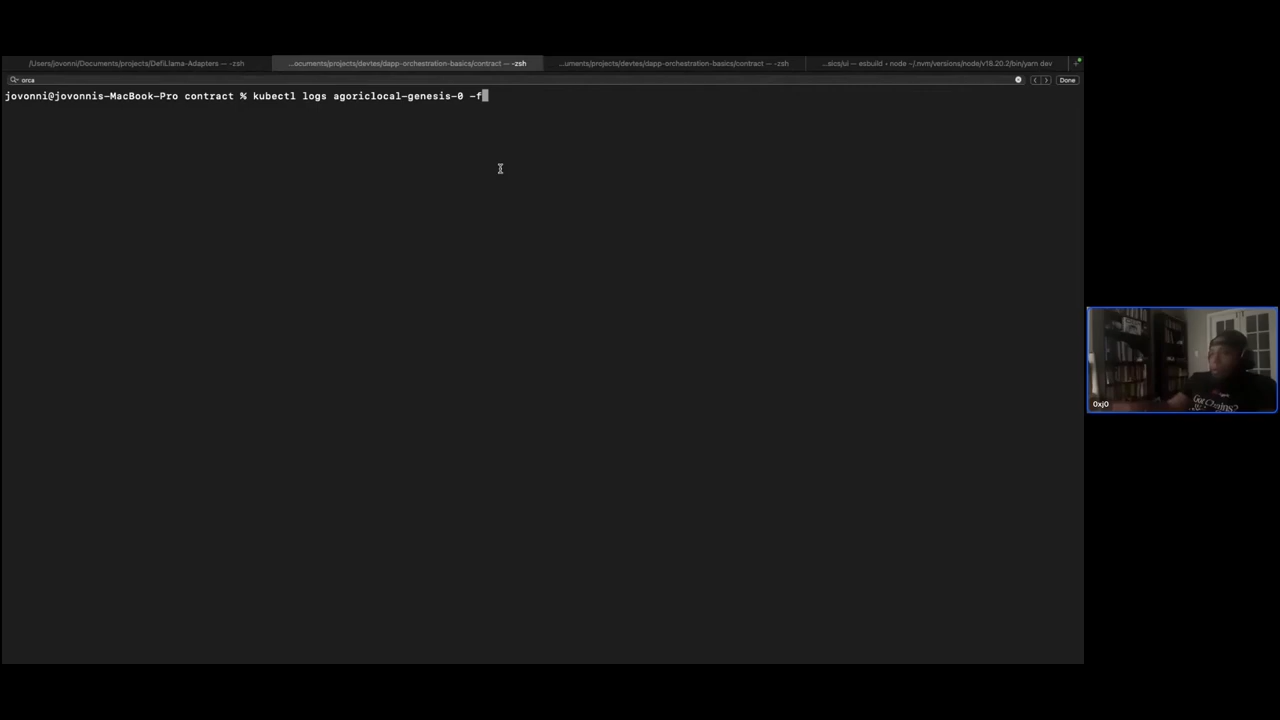 /Users/jovonni/Documents/projects/DefiLlama-Adapters — -zsh
...ocuments/projects/devtes/dapp-orchestration-basics/contract — -zsh
...uments/projects/devtes/dapp-orchestration-basics/contract — -zsh
...sics/ui — esbuild • node ~/.nvm/versions/node/v18.20.2/bin/yarn dev
orca
Done
jovonni@jovonnis-MacBook-Pro contract % kubectl logs agoriclocal-genesis-0 -f
Got Chains?
0xj0